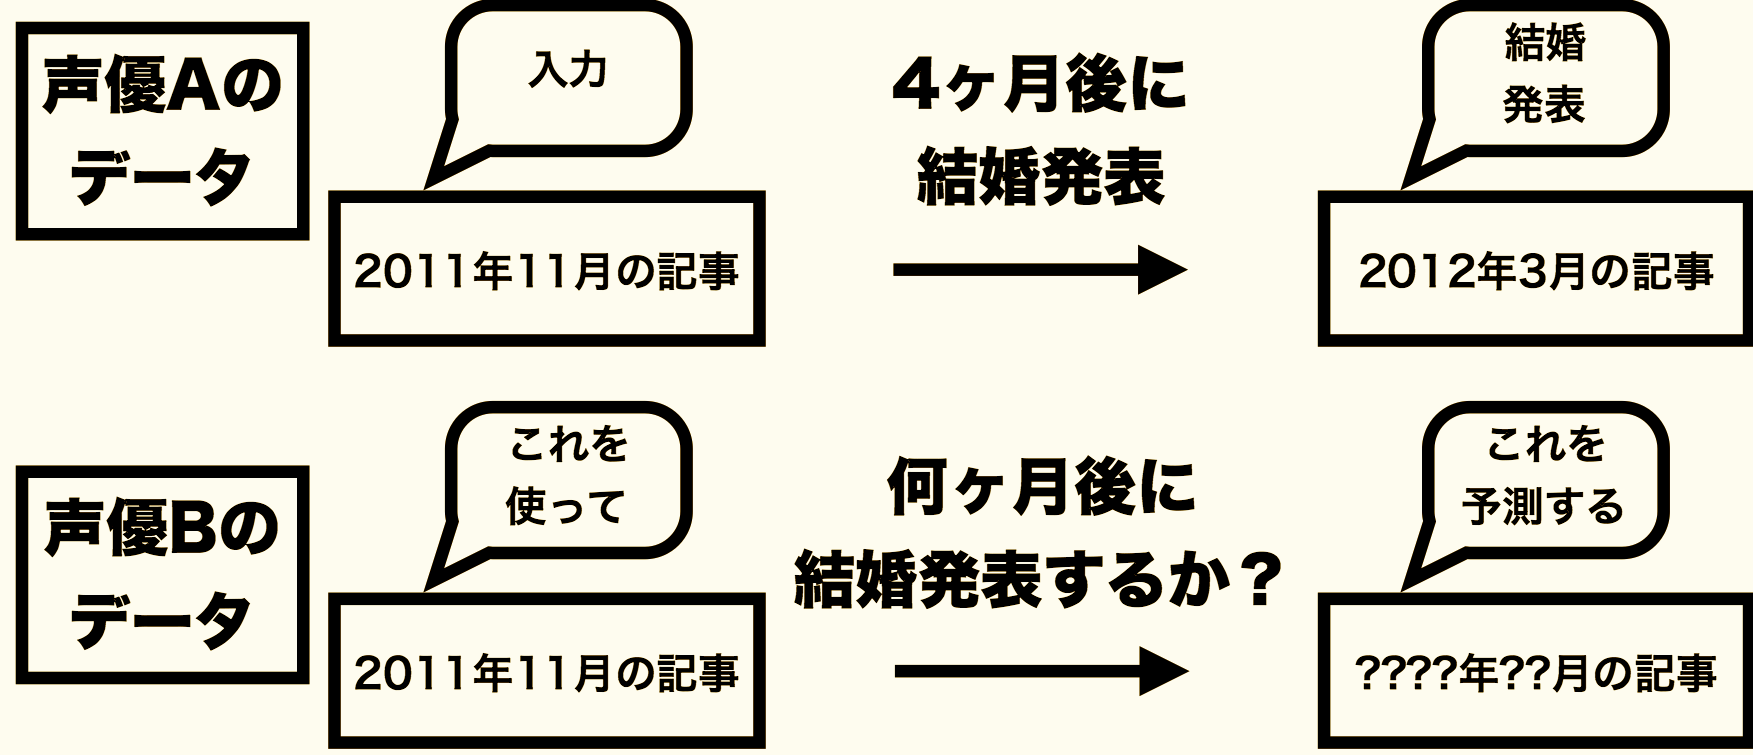 声優Aの
データ
入力
2011年11月の記事
4ヶ月後に
結婚発表
結婚
発表
2012年3月の記事
声優Bの
データ
これを
使って
2011年11月の記事
何ヶ月後に
結婚発表するか？
これを
予測する
????年??月の記事